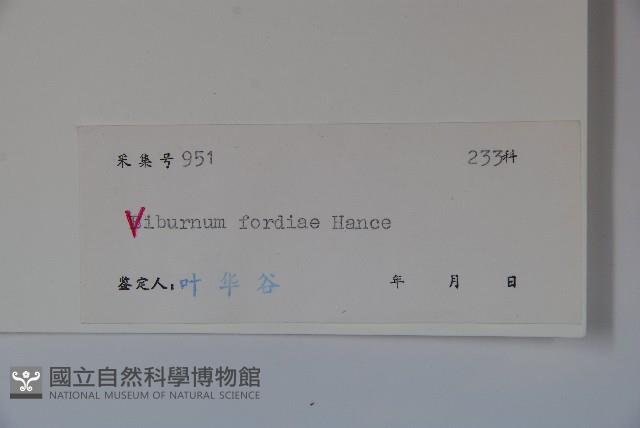 采集号 951 233科
Viburnum fordiae Hance
鉴定人: 叶华谷 年 月 日
國立自然科學博物館
NATIONAL MUSEUM OF NATURAL SCIENCE